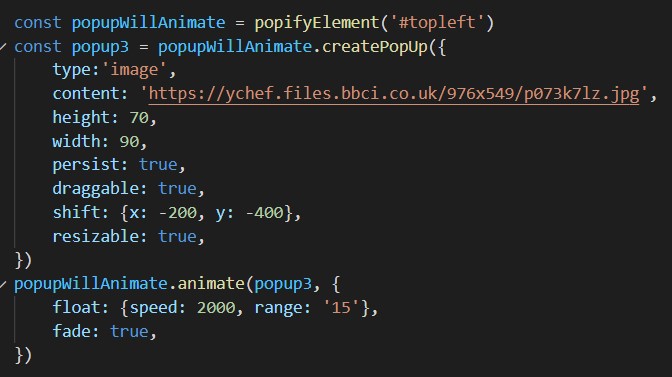 const popupWillAnimate = popifyElement('#topleft')
const popup3 = popupWillAnimate.createPopUp({
    type:'image',
    content: 'https://ychef.files.bbci.co.uk/976x549/p073k7lz.jpg',
    height: 70,
    width: 90,
    persist: true,
    draggable: true,
    shift: {x: -200, y: -400},
    resizable: true,
})
popupWillAnimate.animate(popup3, {
    float: {speed: 2000, range: '15'},
    fade: true,
})